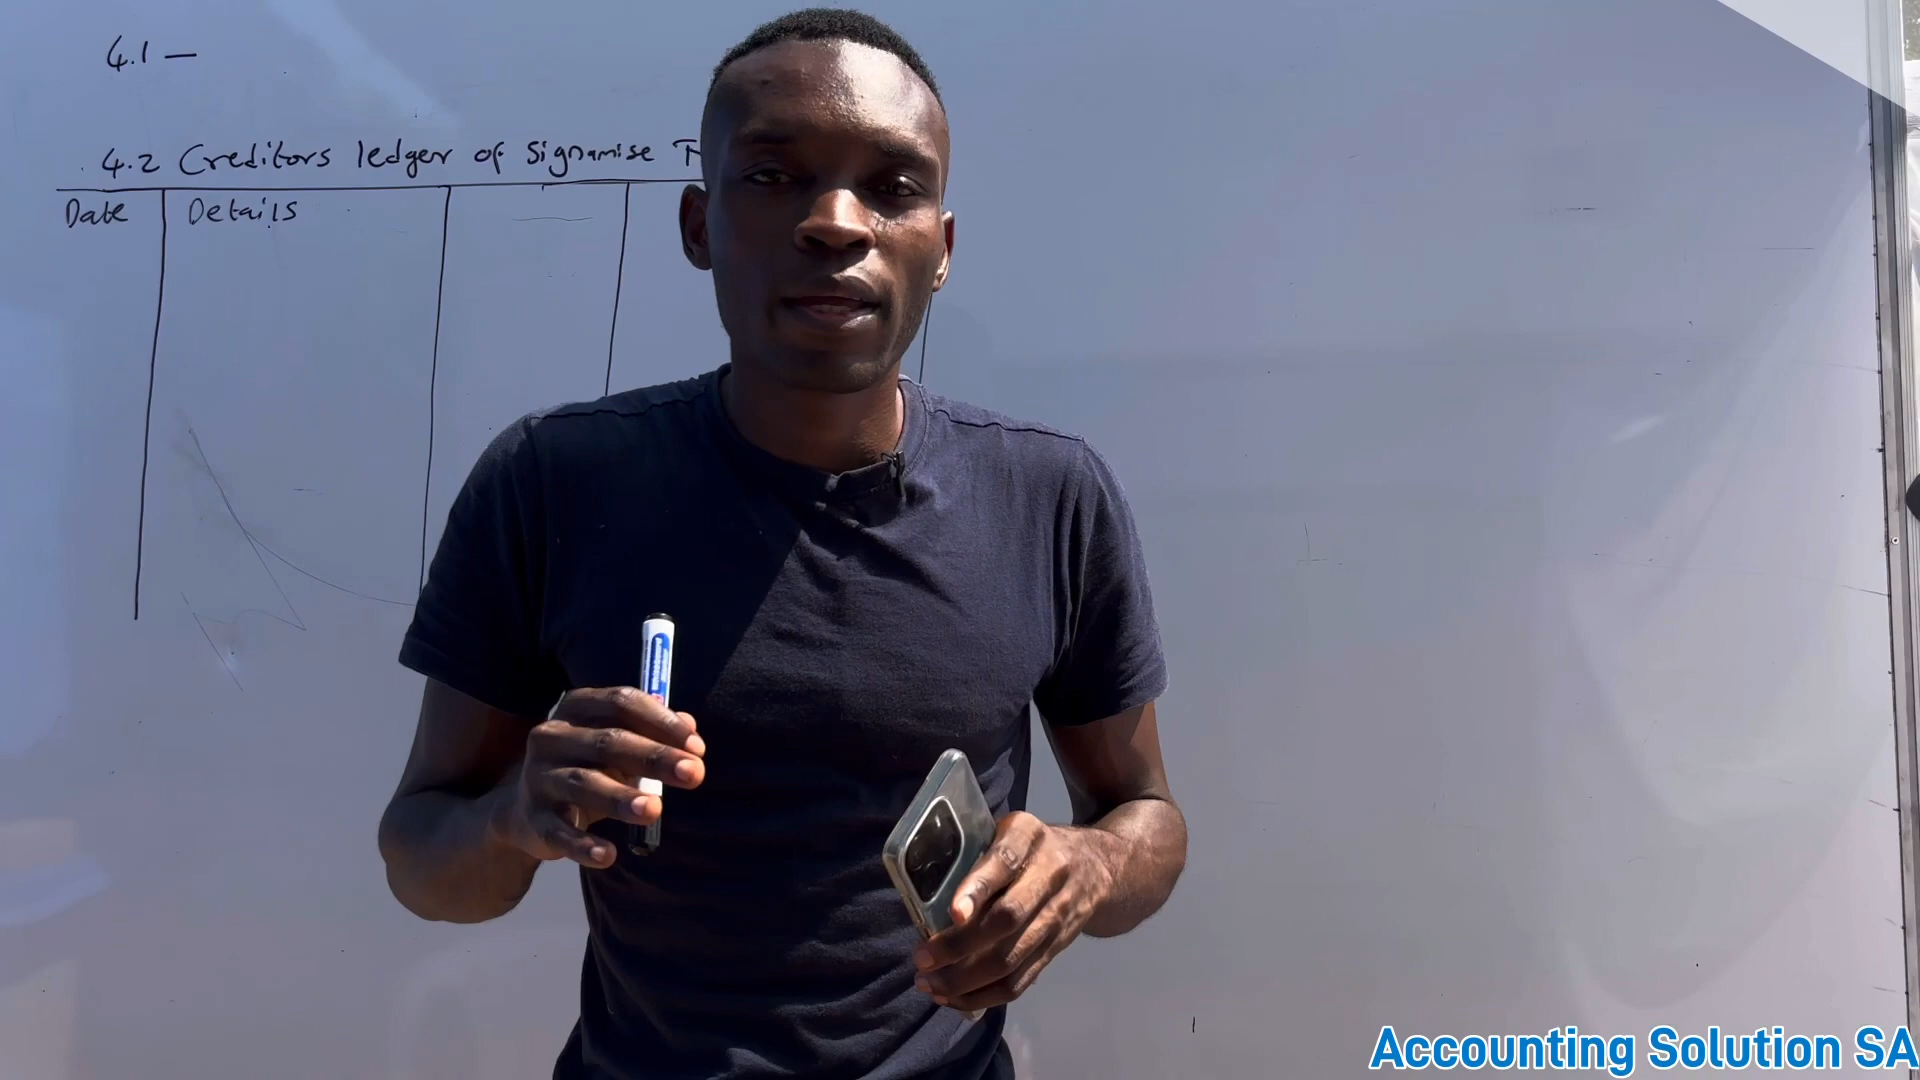 4.1 —
4.2 Creditors ledger of Signamise T
Date Details
Accounting Solution SA